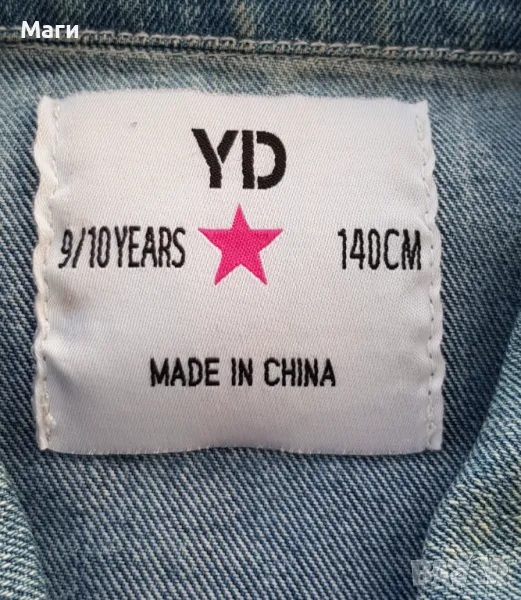 Маги
YD
9/10YEARS 140CM
MADE IN CHINA